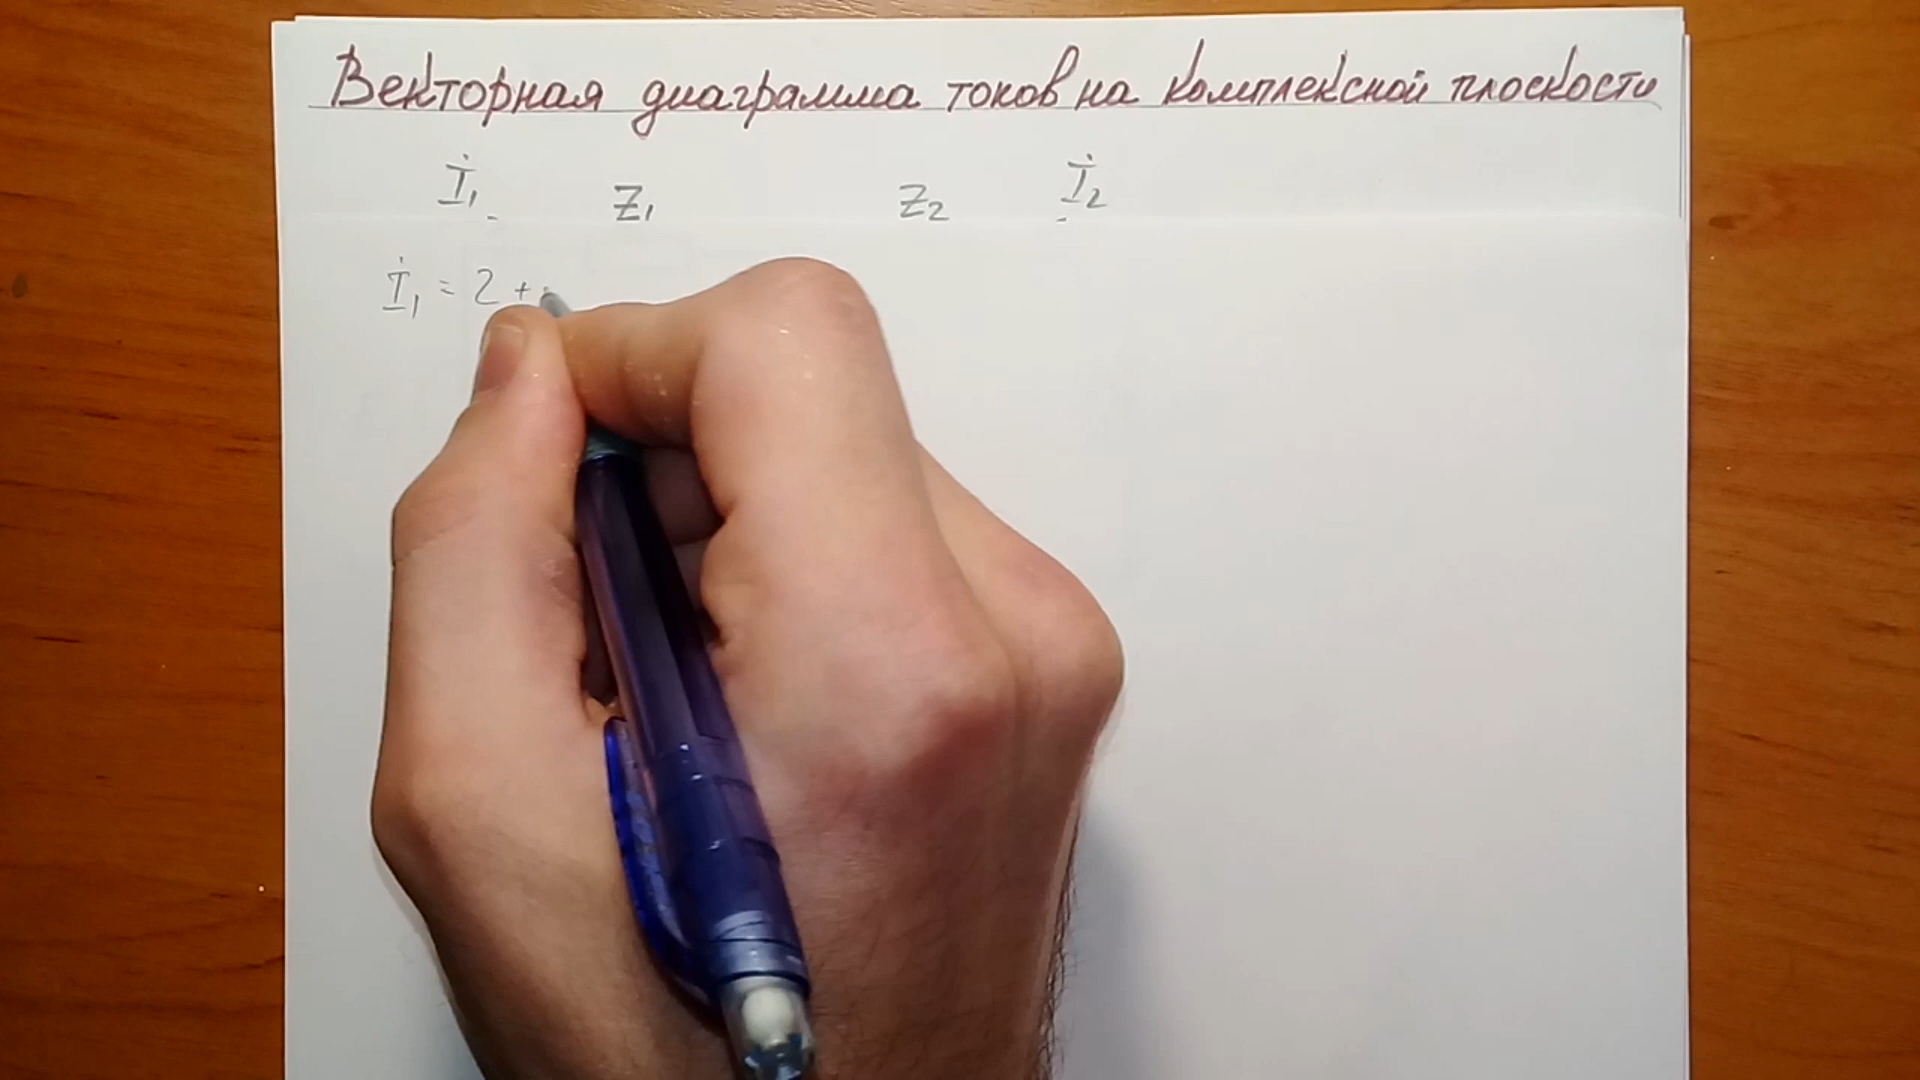 Векторная диаграмма токов на комплексной плоскости
İ₁ Z₁ Z₂ İ₂
İ₁ = 2 +